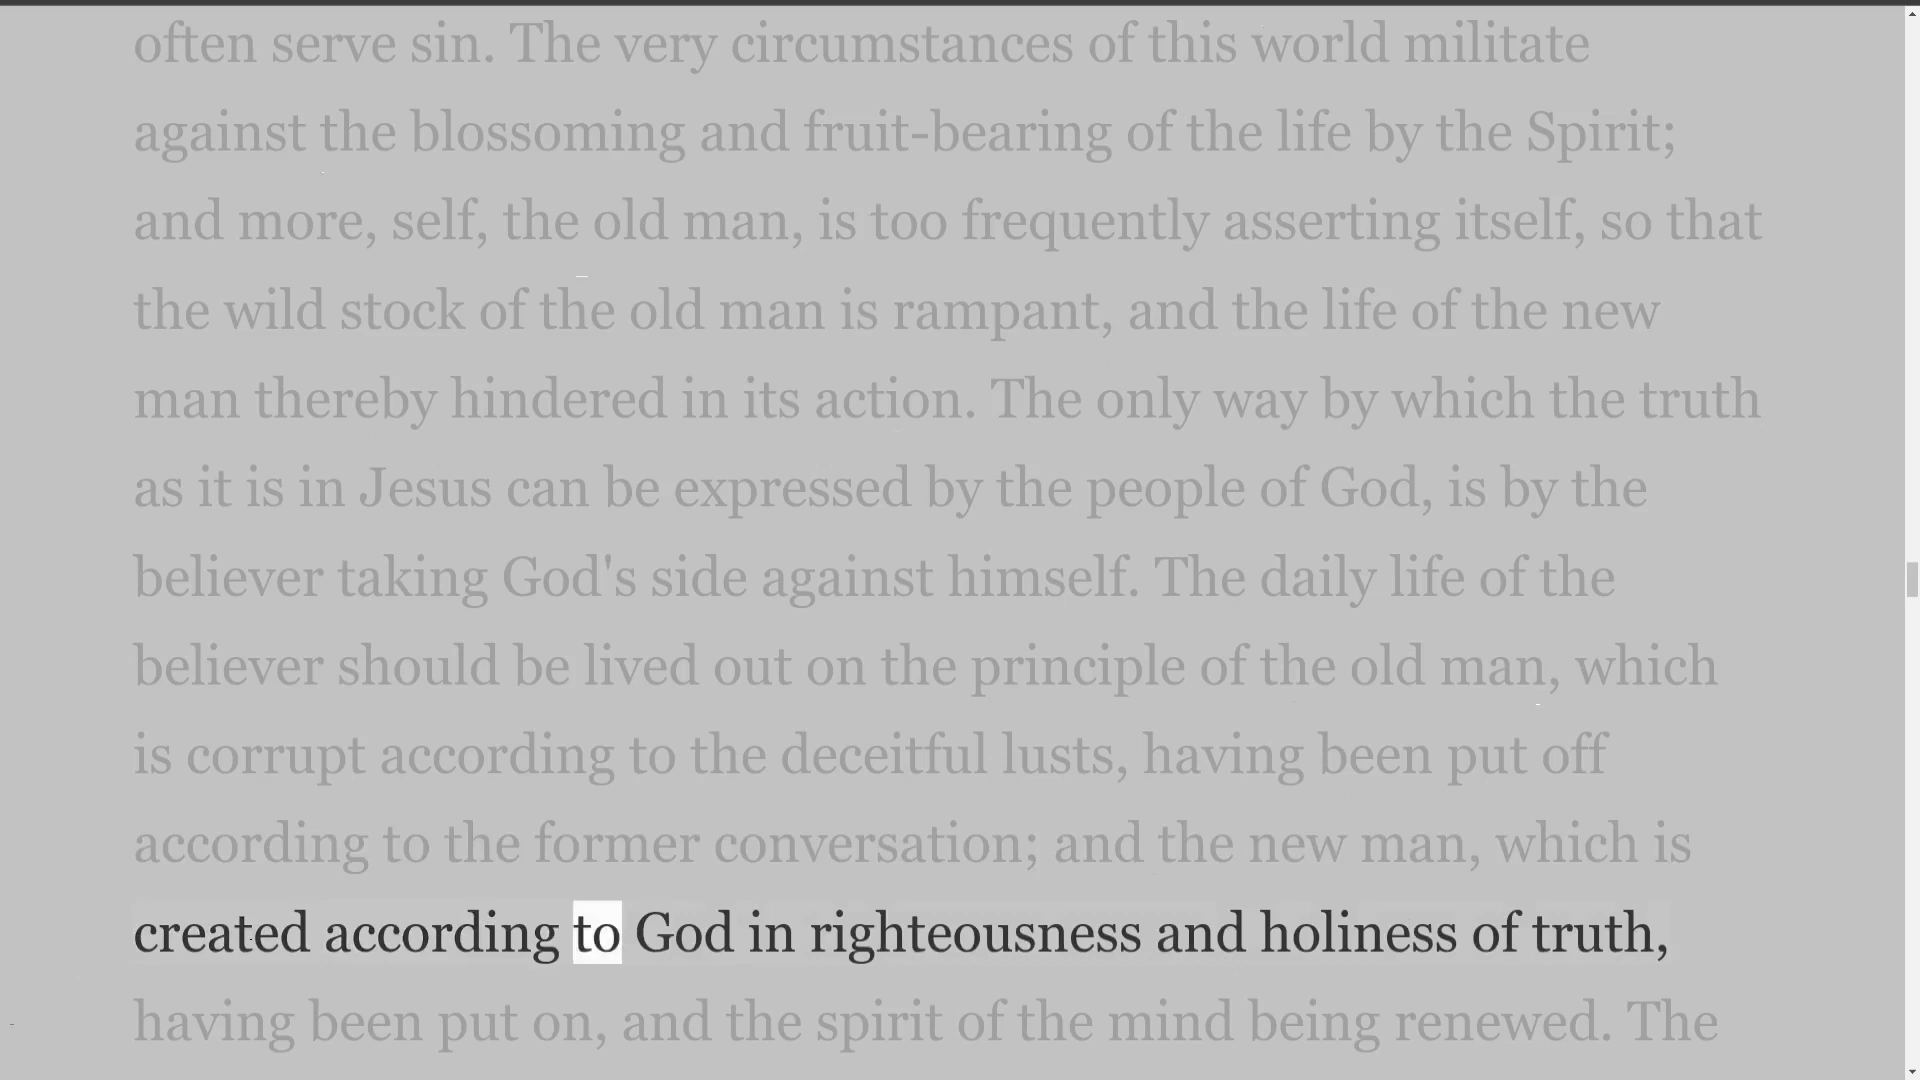 often serve sin. The very circumstances of this world militate
against the blossoming and fruit-bearing of the life by the Spirit;
and more, self, the old man, is too frequently asserting itself, so that
the wild stock of the old man is rampant, and the life of the new
man thereby hindered in its action. The only way by which the truth
as it is in Jesus can be expressed by the people of God, is by the
believer taking God's side against himself. The daily life of the
believer should be lived out on the principle of the old man, which
is corrupt according to the deceitful lusts, having been put off
according to the former conversation; and the new man, which is
created according to God in righteousness and holiness of truth,
having been put on, and the spirit of the mind being renewed. The